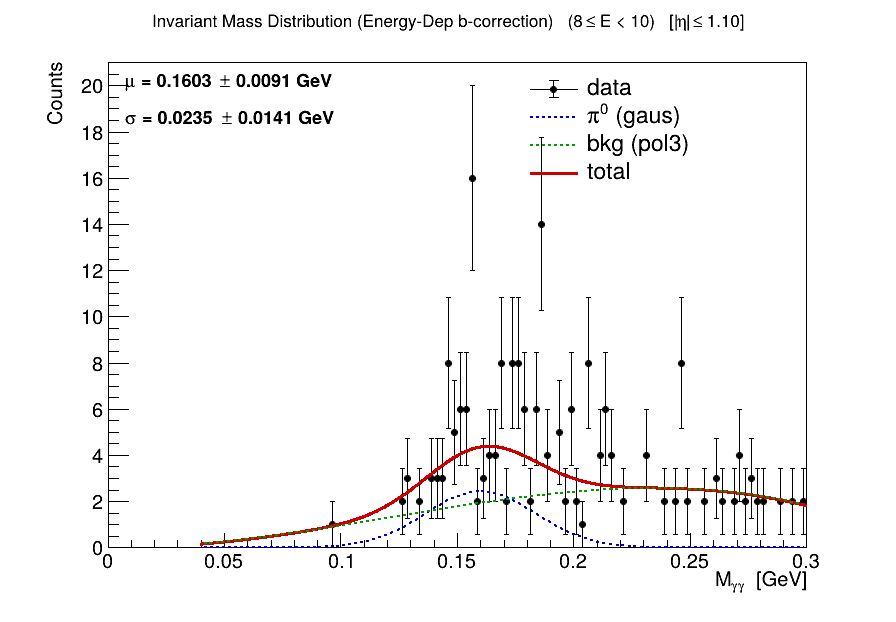 Invariant Mass Distribution (Energy-Dep b-correction) (8 ≤ E < 10) [|η| ≤ 1.10]
Counts
μ = 0.1603 ± 0.0091 GeV
σ = 0.0235 ± 0.0141 GeV
data
π⁰ (gaus)
bkg (pol3)
total
20
18
16
14
12
10
8
6
4
2
0
0 0.05 0.1 0.15 0.2 0.25 0.3
Mγγ [GeV]